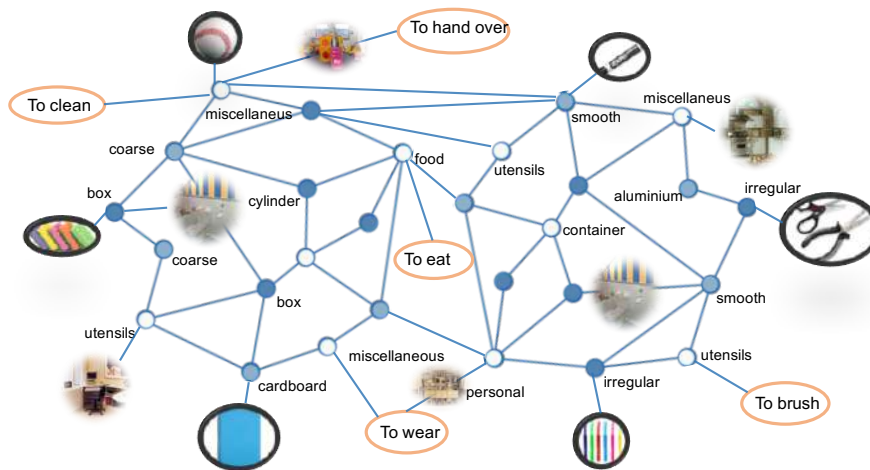 To hand over
To clean
miscellaneus
smooth
miscellaneus
coarse
food
utensils
box
cylinder
aluminium
irregular
container
coarse
To eat
box
smooth
utensils
miscellaneous
utensils
cardboard
personal
irregular
To brush
To wear